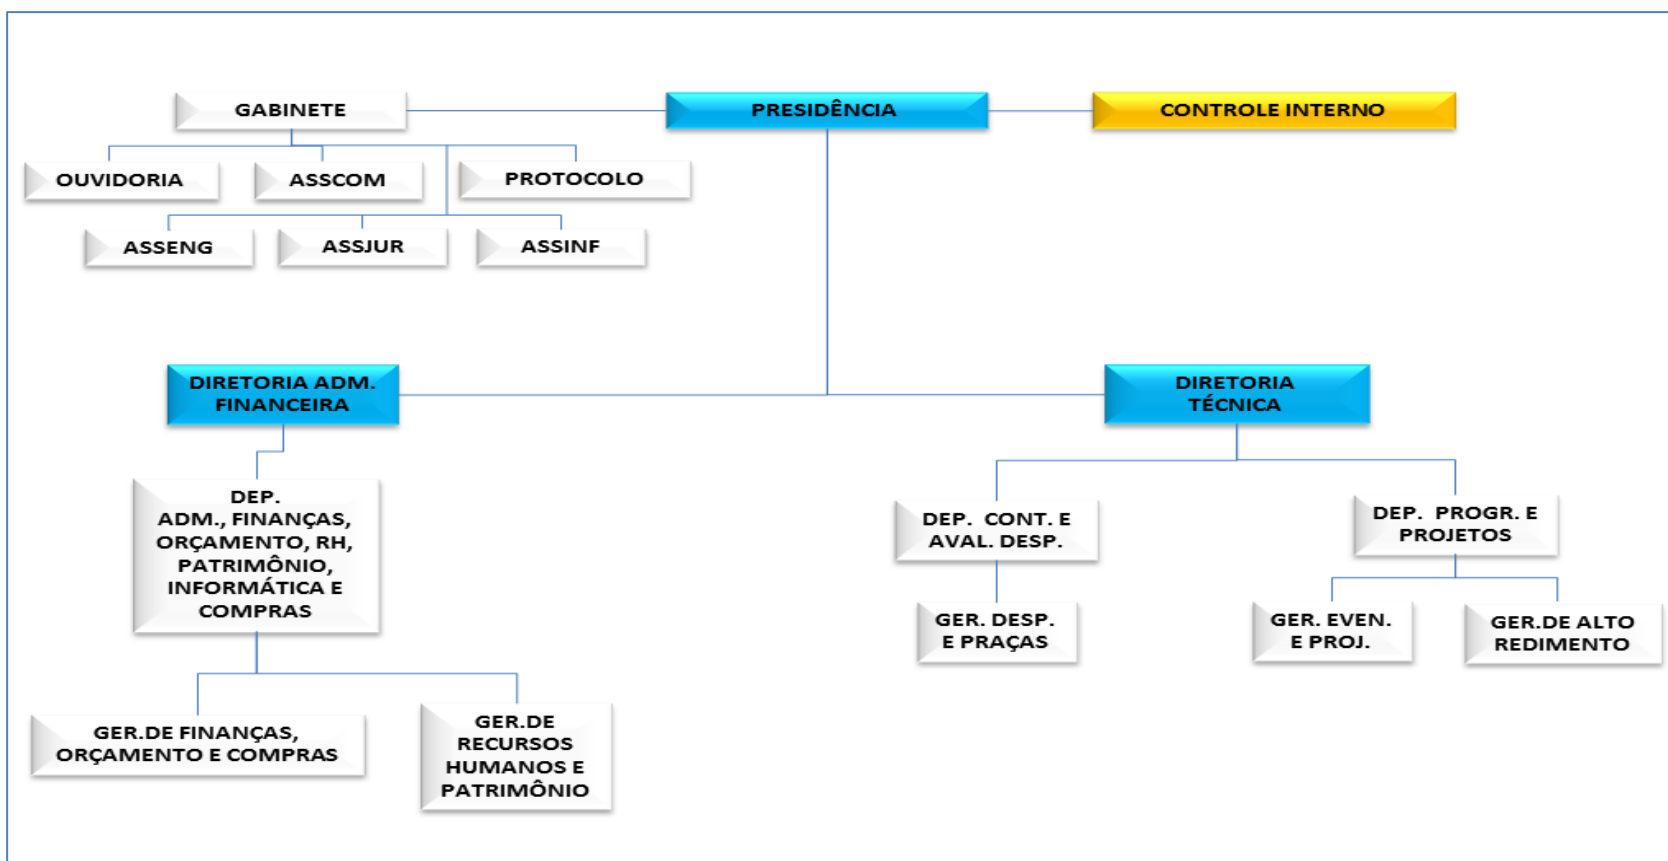 GABINETE
PRESIDÊNCIA
CONTROLE INTERNO
OUVIDORIA
ASSCOM
PROTOCOLO
ASSENG
ASSJUR
ASSINF
DIRETORIA ADM.
FINANCEIRA
DIRETORIA
TÉCNICA
DEP.
ADM., FINANÇAS,
ORÇAMENTO, RH,
PATRIMÔNIO,
INFORMÁTICA E
COMPRAS
DEP. CONT. E
AVAL. DESP.
DEP. PROGR. E
PROJETOS
GER. DESP.
E PRAÇAS
GER. EVEN.
E PROJ.
GER.DE ALTO
REDIMENTO
GER.DE FINANÇAS,
ORÇAMENTO E COMPRAS
GER.DE
RECURSOS
HUMANOS E
PATRIMÔNIO